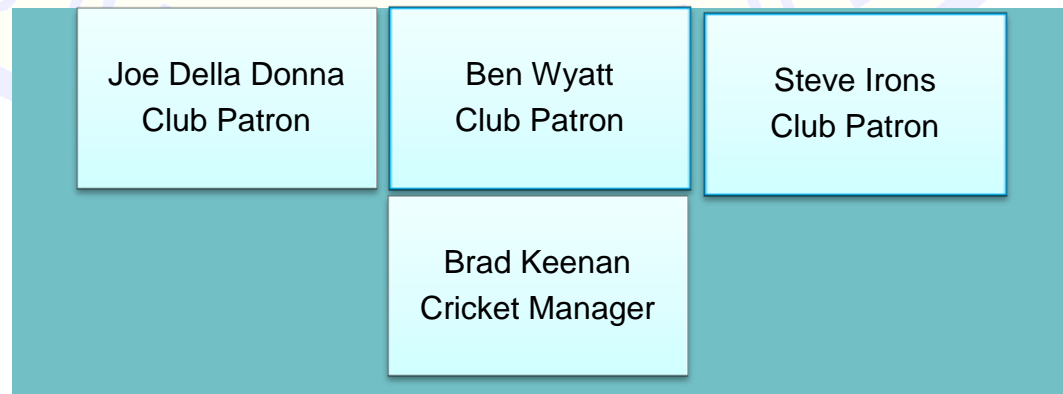 Joe Della Donna
Club Patron
Ben Wyatt
Club Patron
Steve Irons
Club Patron
Brad Keenan
Cricket Manager